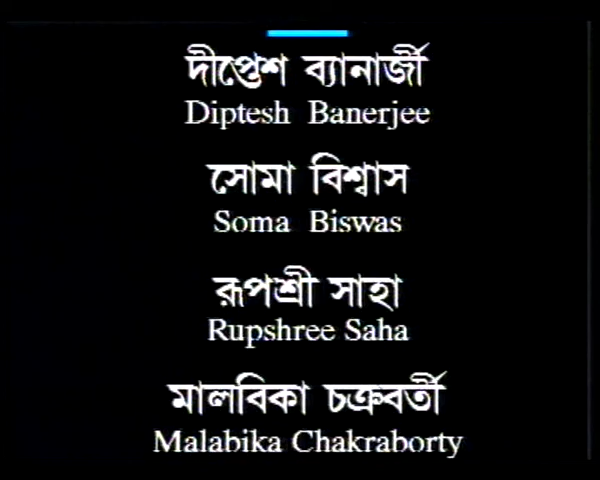 দীপ্তেশ ব্যানার্জী
Diptesh Banerjee
সোমা বিশ্বাস
Soma Biswas
রূপশ্রী সাহা
Rupshree Saha
মালবিকা চক্রবর্তী
Malabika Chakraborty